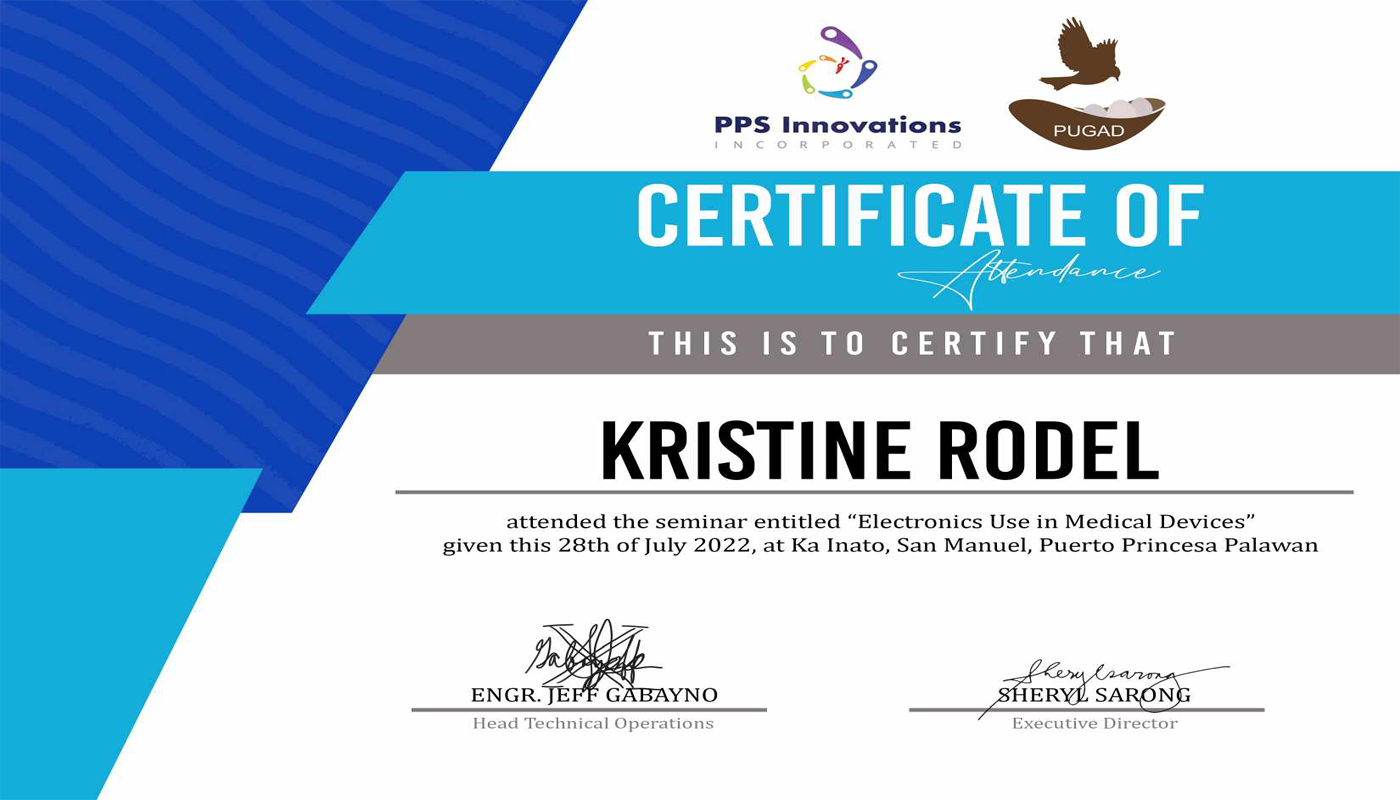 PPS Innovations
INCORPORATED
PUGAD
CERTIFICATE OF
Attendance
THIS IS TO CERTIFY THAT
KRISTINE RODEL
attended the seminar entitled “Electronics Use in Medical Devices”
given this 28th of July 2022, at Ka Inato, San Manuel, Puerto Princesa Palawan
Gabayjeff
Sherylsarong
ENGR. JEFF GABAYNO
SHERYL SARONG
Head Technical Operations
Executive Director